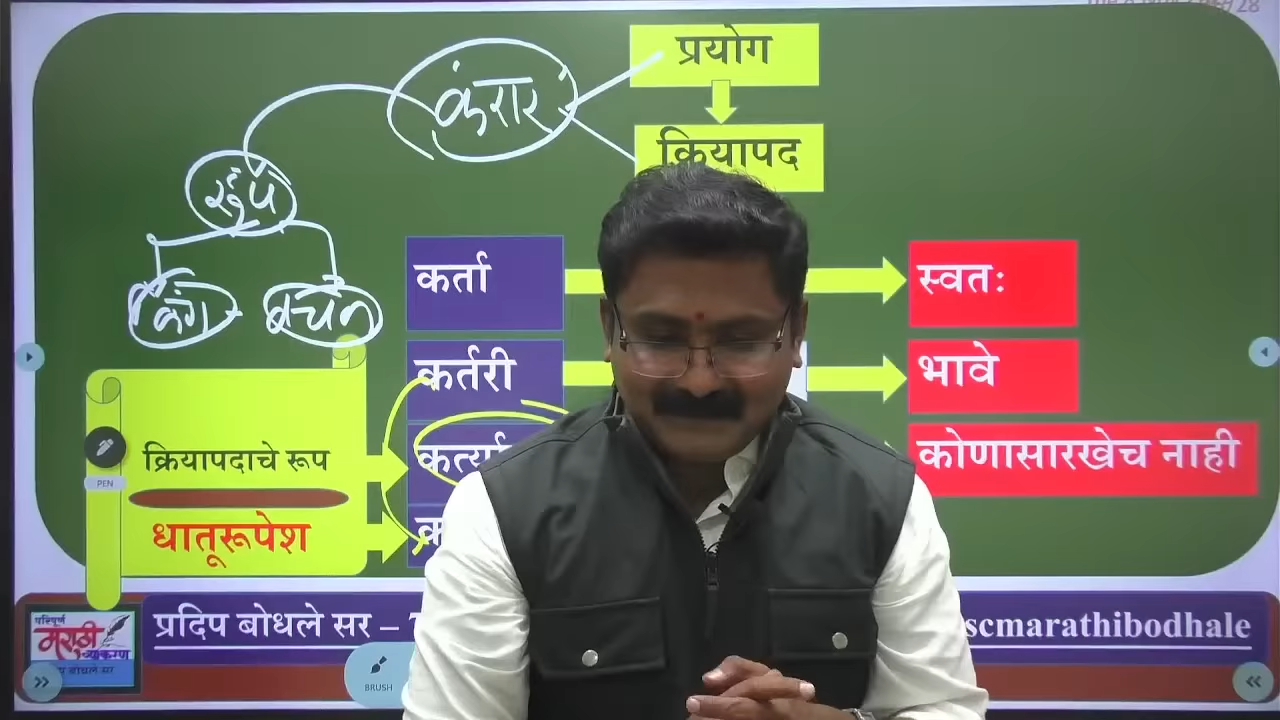 प्रयोग
करार
क्रियापद
रूप
लिंग वचन
कर्ता
स्वतः
कर्तरी
भावे
कोणासारखेच नाही
क्रियापदाचे रूप
धातूरूपेश
परिपूर्ण
मराठी
व्याकरण
प्रदिप बोधले सर –
scmarathibodhale
PEN
BRUSH